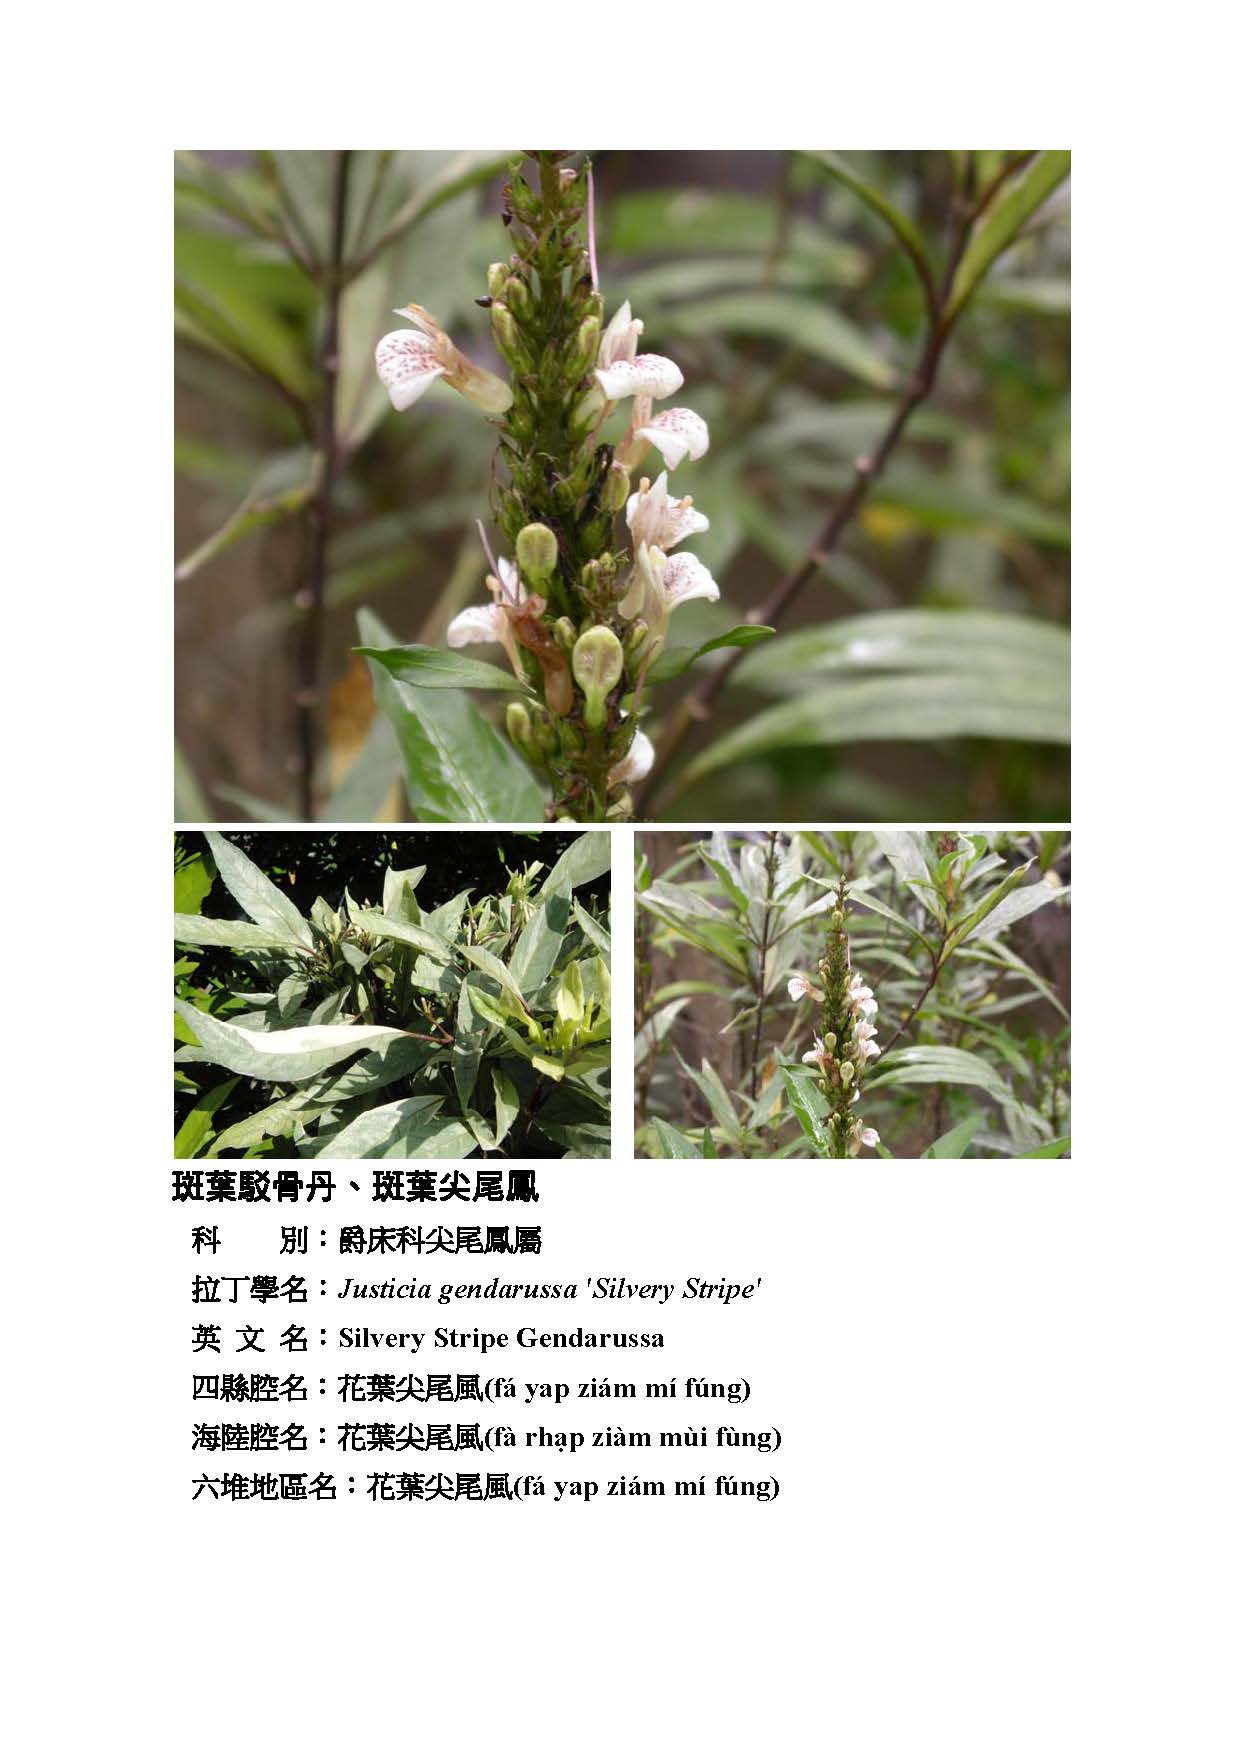 斑葉駁骨丹、斑葉尖尾鳳
科　　別：爵床科尖尾鳳屬
拉丁學名：Justicia gendarussa 'Silvery Stripe'
英 文 名：Silvery Stripe Gendarussa
四縣腔名：花葉尖尾風(fá yap ziám mí fúng)
海陸腔名：花葉尖尾風(fà rhạp ziàm mùi fùng)
六堆地區名：花葉尖尾風(fá yap ziám mí fúng)